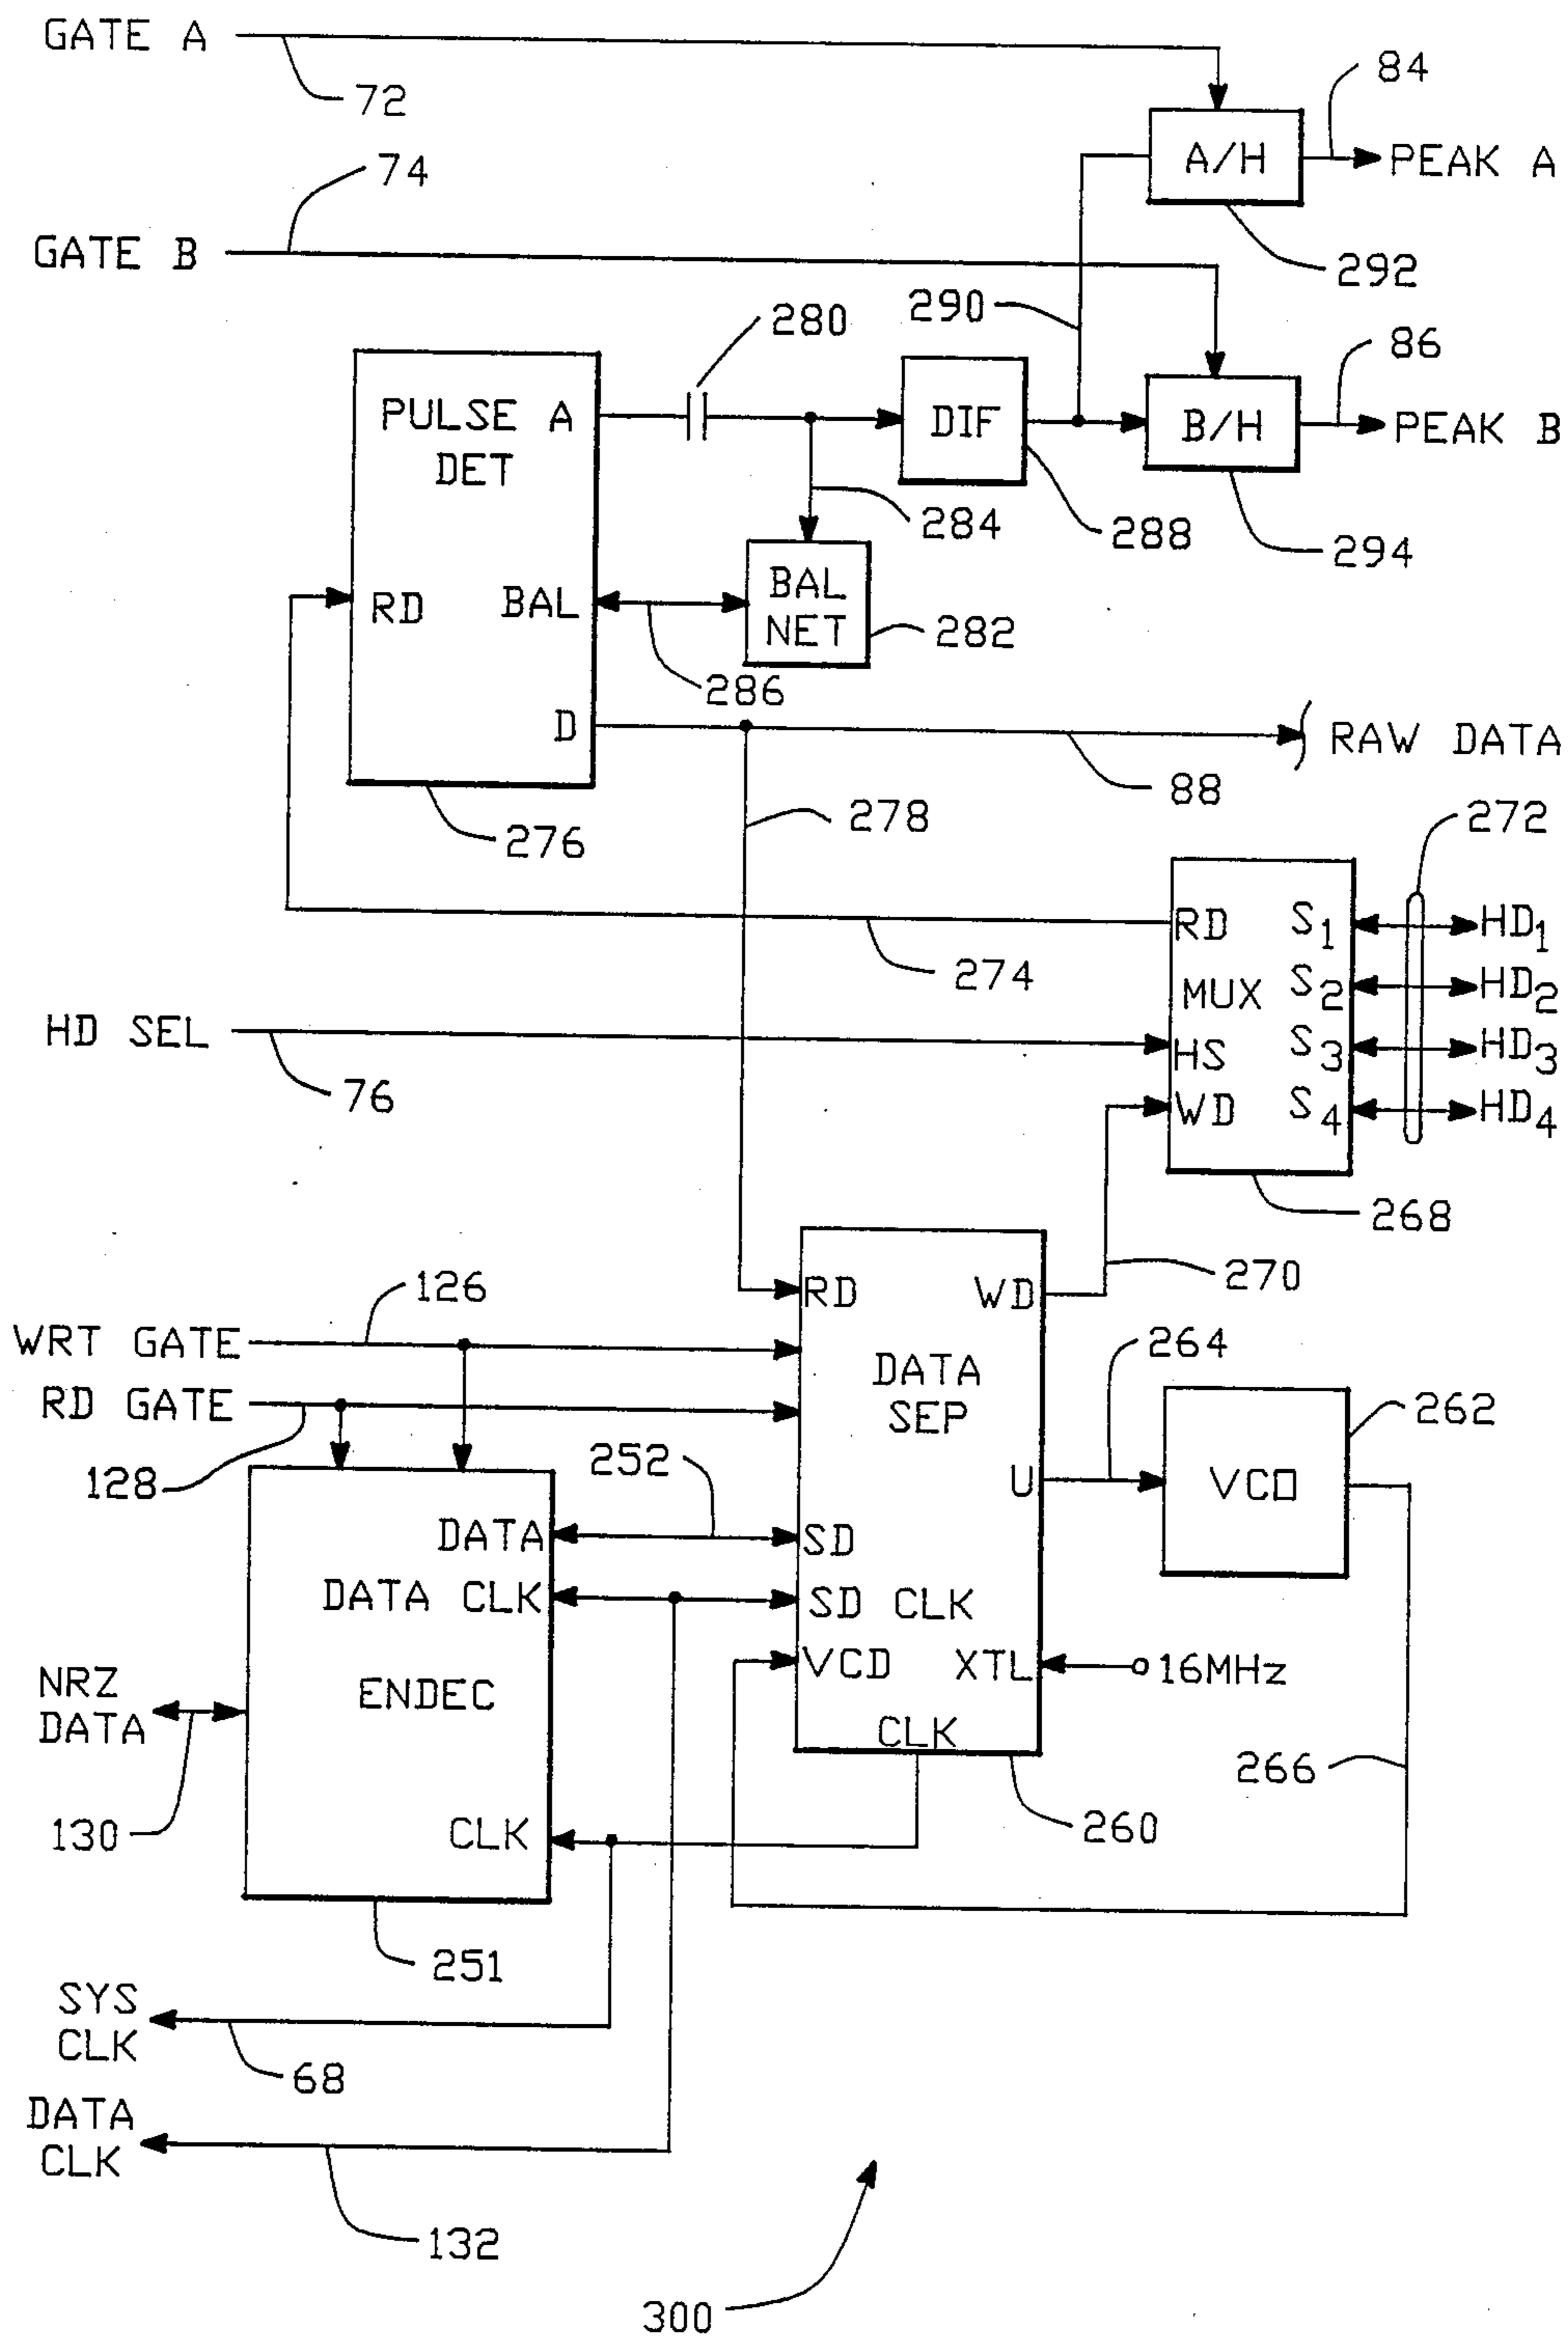 GATE A
72
84
A/H
PEAK A
74
GATE B
292
290
280
86
PULSE A
DET
DIF
B/H
PEAK B
284
288
294
RD
BAL
BAL
NET
282
286
D
RAW DATA
88
278
276
272
RD
S1
HD1
274
MUX
S2
HD2
HD SEL
HS
S3
HD3
76
WD
S4
HD4
268
126
RD
WD
270
WRT GATE
264
DATA
SEP
RD GATE
262
128
252
U
VCO
DATA
SD
DATA CLK
SD CLK
VCD
XTL
16MHz
NRZ
DATA
ENDEC
CLK
266
130
CLK
260
251
SYS
CLK
68
DATA
CLK
132
300